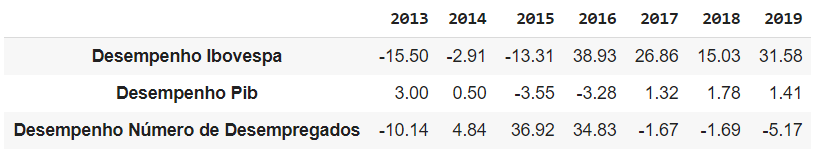 2013 2014 2015 2016 2017 2018 2019
Desempenho Ibovespa -15.50 -2.91 -13.31 38.93 26.86 15.03 31.58
Desempenho Pib 3.00 0.50 -3.55 -3.28 1.32 1.78 1.41
Desempenho Número de Desempregados -10.14 4.84 36.92 34.83 -1.67 -1.69 -5.17